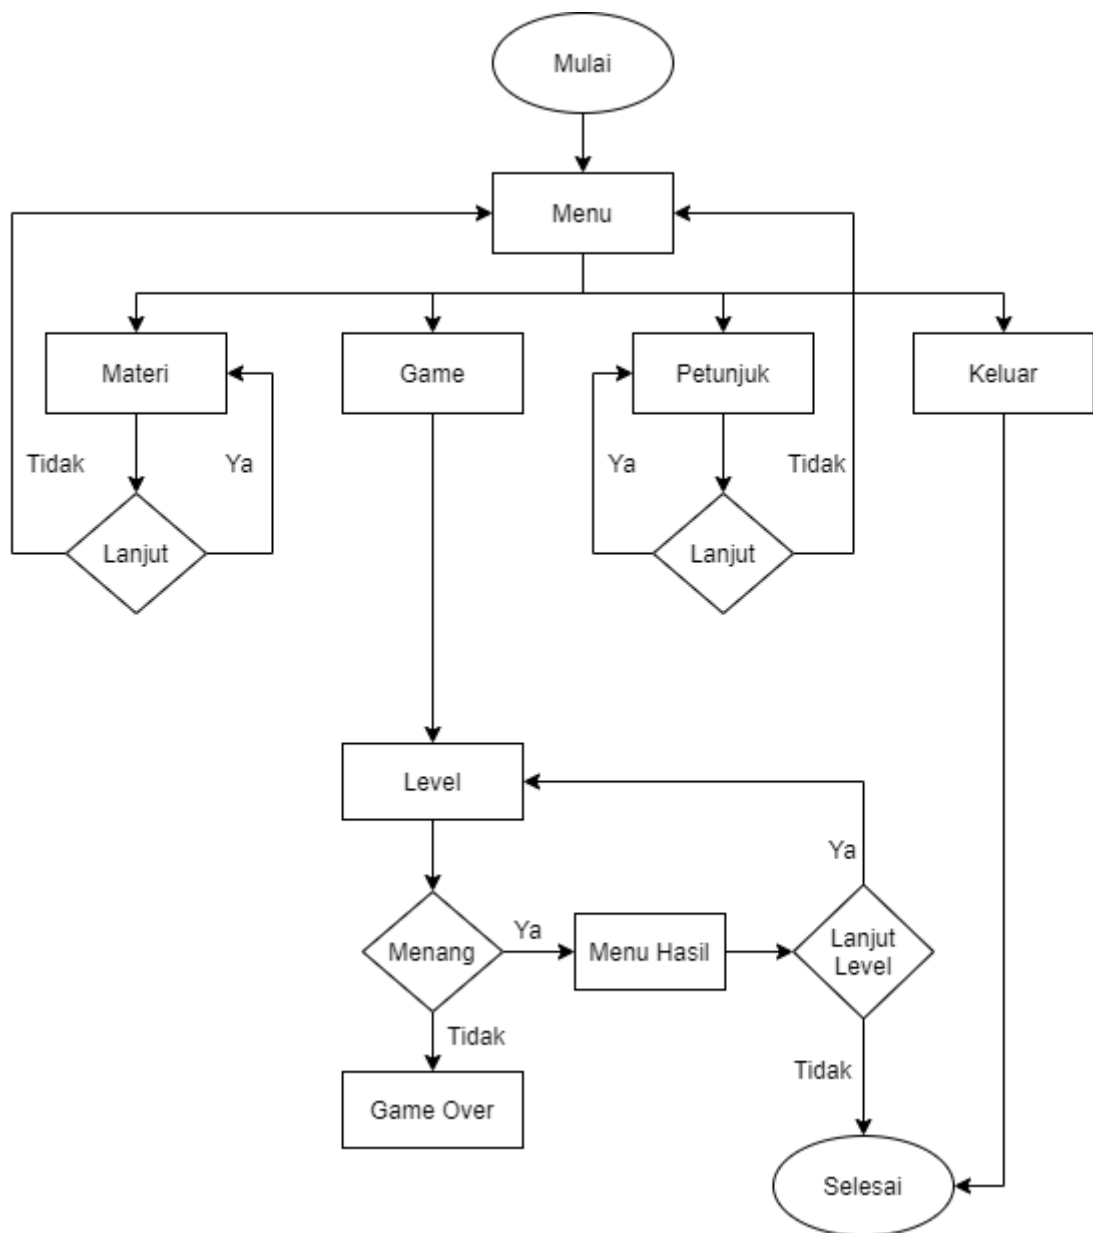 Mulai
Menu
Materi
Game
Petunjuk
Keluar
Tidak
Ya
Ya
Tidak
Lanjut
Lanjut
Level
Ya
Menang
Ya
Menu Hasil
Lanjut
Level
Tidak
Tidak
Game Over
Selesai